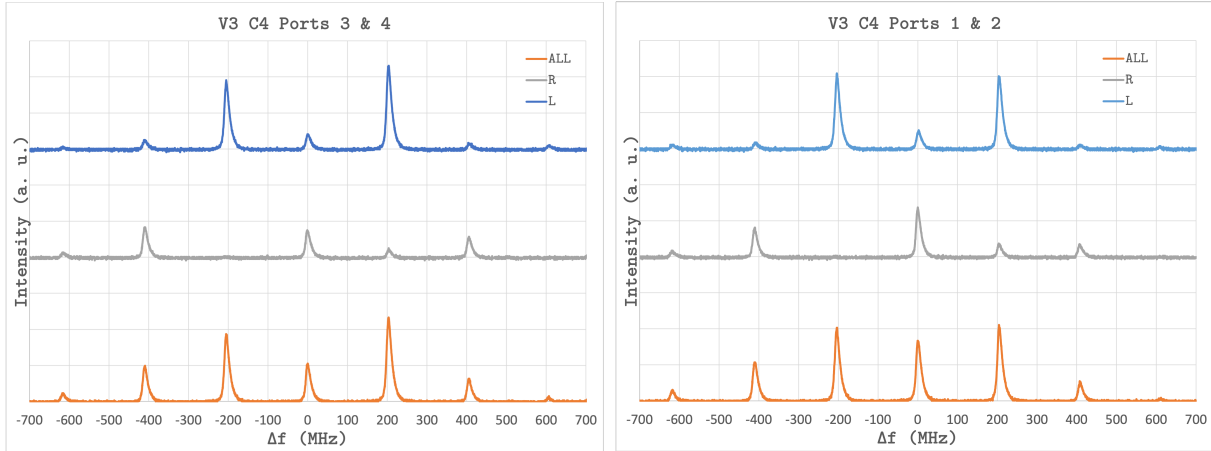 V3 C4 Ports 3 & 4
ALL
R
L
Intensity (a. u.)
-700 -600 -500 -400 -300 -200 -100 0 100 200 300 400 500 600 700
Δf (MHz)
V3 C4 Ports 1 & 2
ALL
R
L
Intensity (a. u.)
-700 -600 -500 -400 -300 -200 -100 0 100 200 300 400 500 600 700
Δf (MHz)